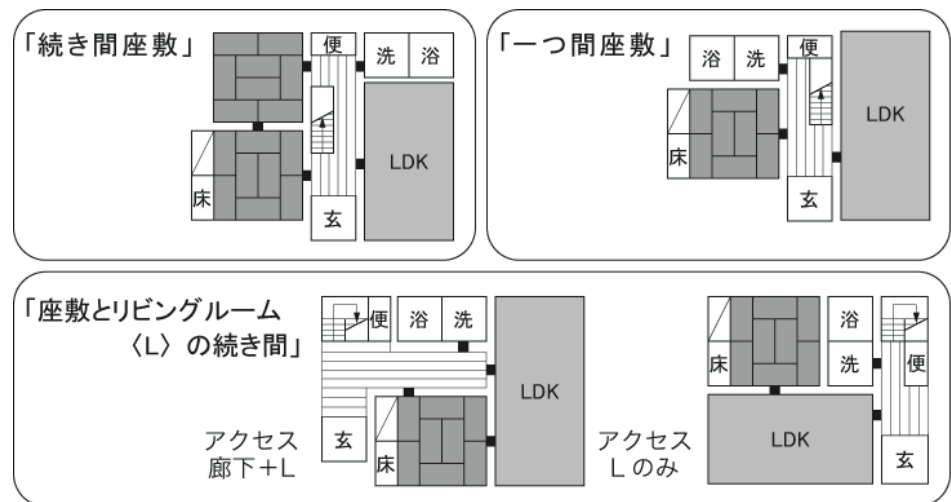 「続き間座敷」
便
洗 浴
LDK
床
玄
「一つ間座敷」
浴 洗
便
LDK
床
玄
「座敷とリビングルーム
〈L〉の続き間」
便
浴 洗
LDK
玄
床
アクセス
廊下+L
床
浴
洗
便
LDK
玄
アクセス
Lのみ